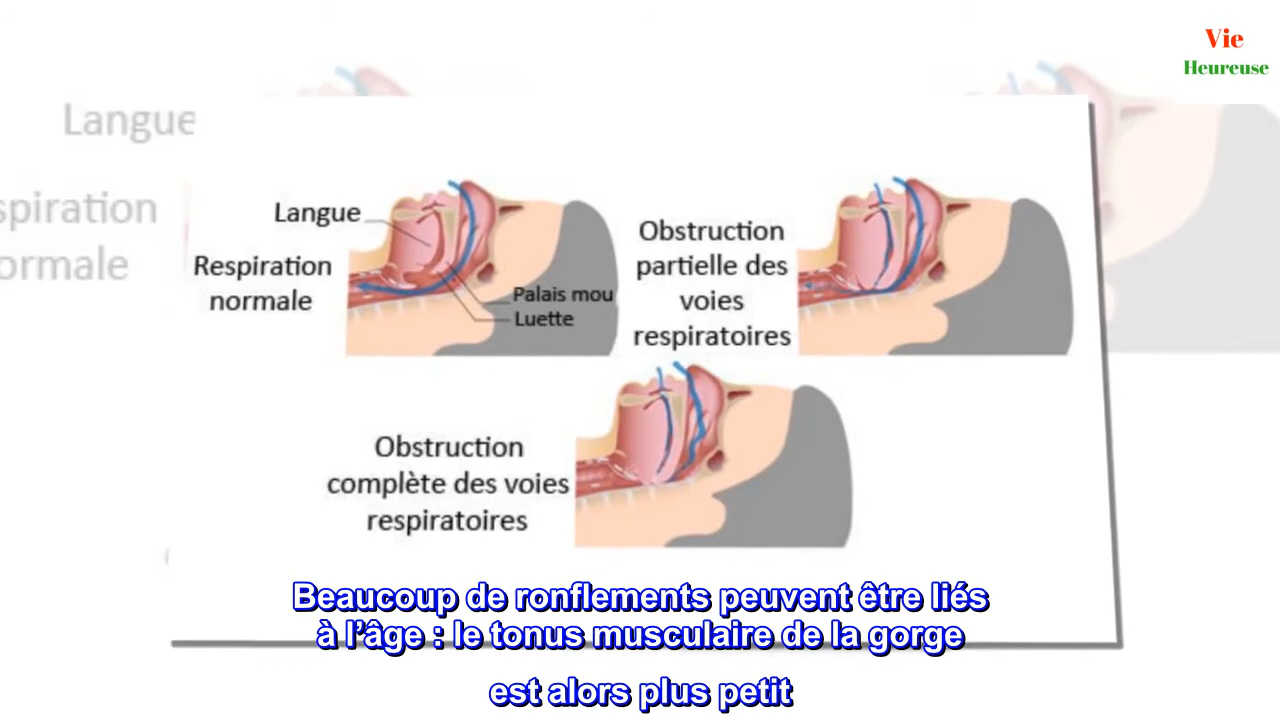 Vie
Heureuse
Langue
spiration
ormale
Langue
Respiration
normale
Palais mou
Luette
Obstruction
partielle des
voies
respiratoires
Obstruction
complète des voies
respiratoires
Beaucoup de ronflements peuvent être liés
à l’âge : le tonus musculaire de la gorge
est alors plus petit